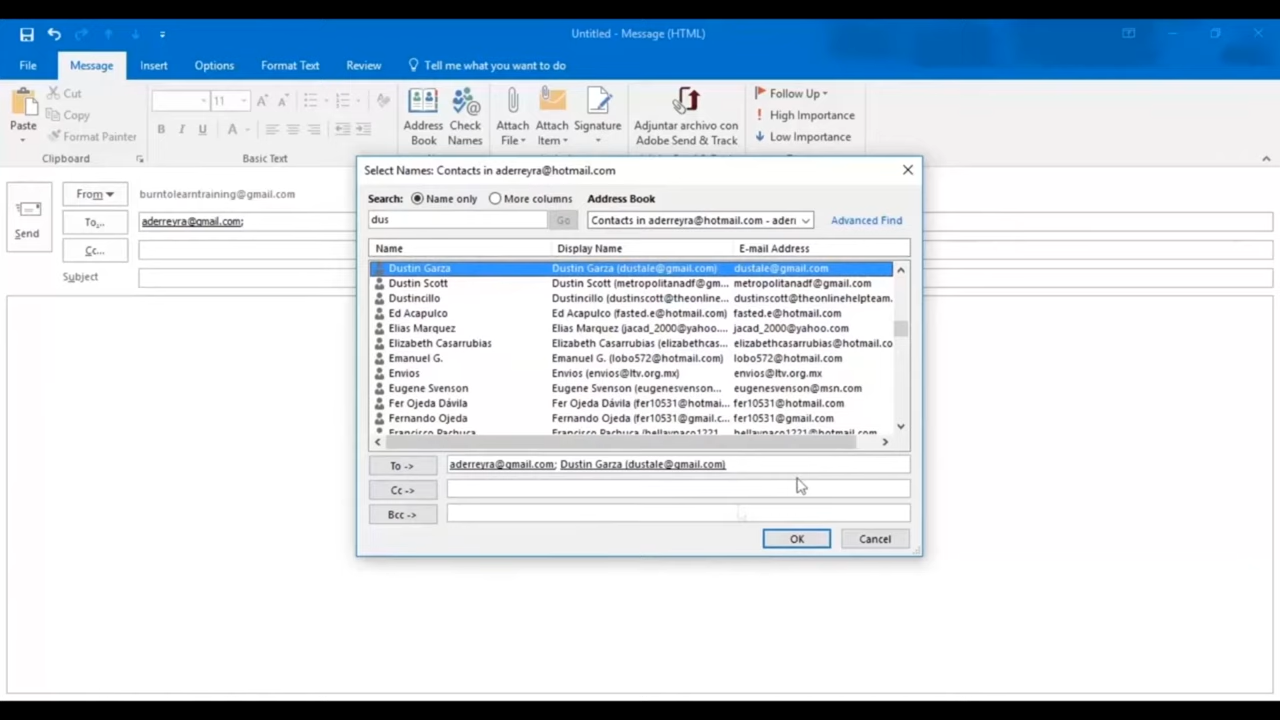 Untitled - Message (HTML)
File Message Insert Options Format Text Review Tell me what you want to do
Paste
Cut
Copy
Format Painter
Clipboard
11
B I U A
Basic Text
Address Book
Check Names
Attach File
Attach Item
Signature
Adjuntar archivo con Adobe Send & Track
Follow Up
High Importance
Low Importance
Send
From burntolearntraining@gmail.com
To... aderreyra@gmail.com;
Cc...
Subject
Select Names: Contacts in aderreyra@hotmail.com
Search: Name only More columns Address Book
dus Go Contacts in aderreyra@hotmail.com - aderr Advanced Find
Name Display Name E-mail Address
Dustin Garza Dustin Garza (dustale@gmail.com) dustale@gmail.com
Dustin Scott Dustin Scott (metropolitanadf@gm... metropolitanadf@gmail.com
Dustincillo Dustincillo (dustinscott@theonline... dustinscott@theonlinehelpteam.
Ed Acapulco Ed Acapulco (fasted.e@hotmail.com) fasted.e@hotmail.com
Elias Marquez Elias Marquez (jacad_2000@yahoo.... jacad_2000@yahoo.com
Elizabeth Casarrubias Elizabeth Casarrubias (elizabethcas... elizabethcasarrubias@hotmail.co
Emanuel G. Emanuel G. (lobo572@hotmail.com) lobo572@hotmail.com
Envios Envios (envios@ltv.org.mx) envios@ltv.org.mx
Eugene Svenson Eugene Svenson (eugenesvenson... eugenesvenson@msn.com
Fer Ojeda Dávila Fer Ojeda Dávila (fer10531@hotmai... fer10531@hotmail.com
Fernando Ojeda Fernando Ojeda (fer10531@gmail.c... fer10531@gmail.com
To -> aderreyra@gmail.com; Dustin Garza (dustale@gmail.com)
Cc ->
Bcc ->
OK Cancel